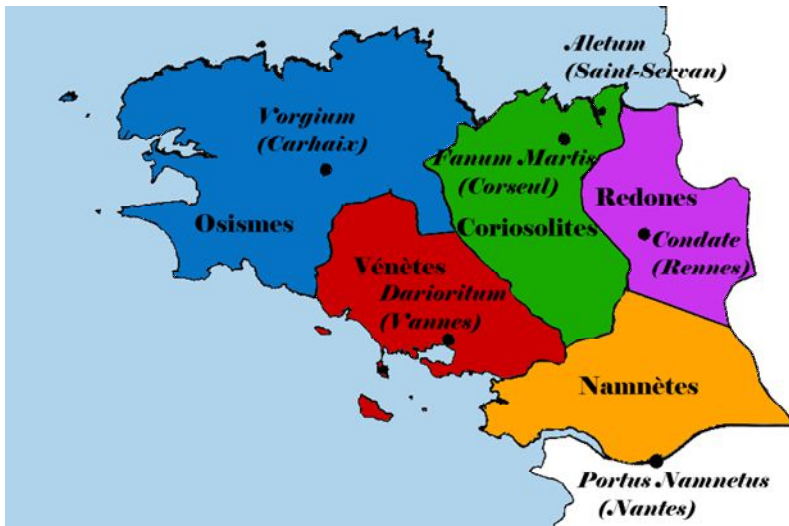 Aletum
(Saint-Servan)
Vorgium
(Carhaix)
Fanum Martis
(Corseul)
Redones
Osismes
Coriosolites
Condate
(Rennes)
Vénètes
Darioritum
(Vannes)
Namnètes
Portus Namnetus
(Nantes)